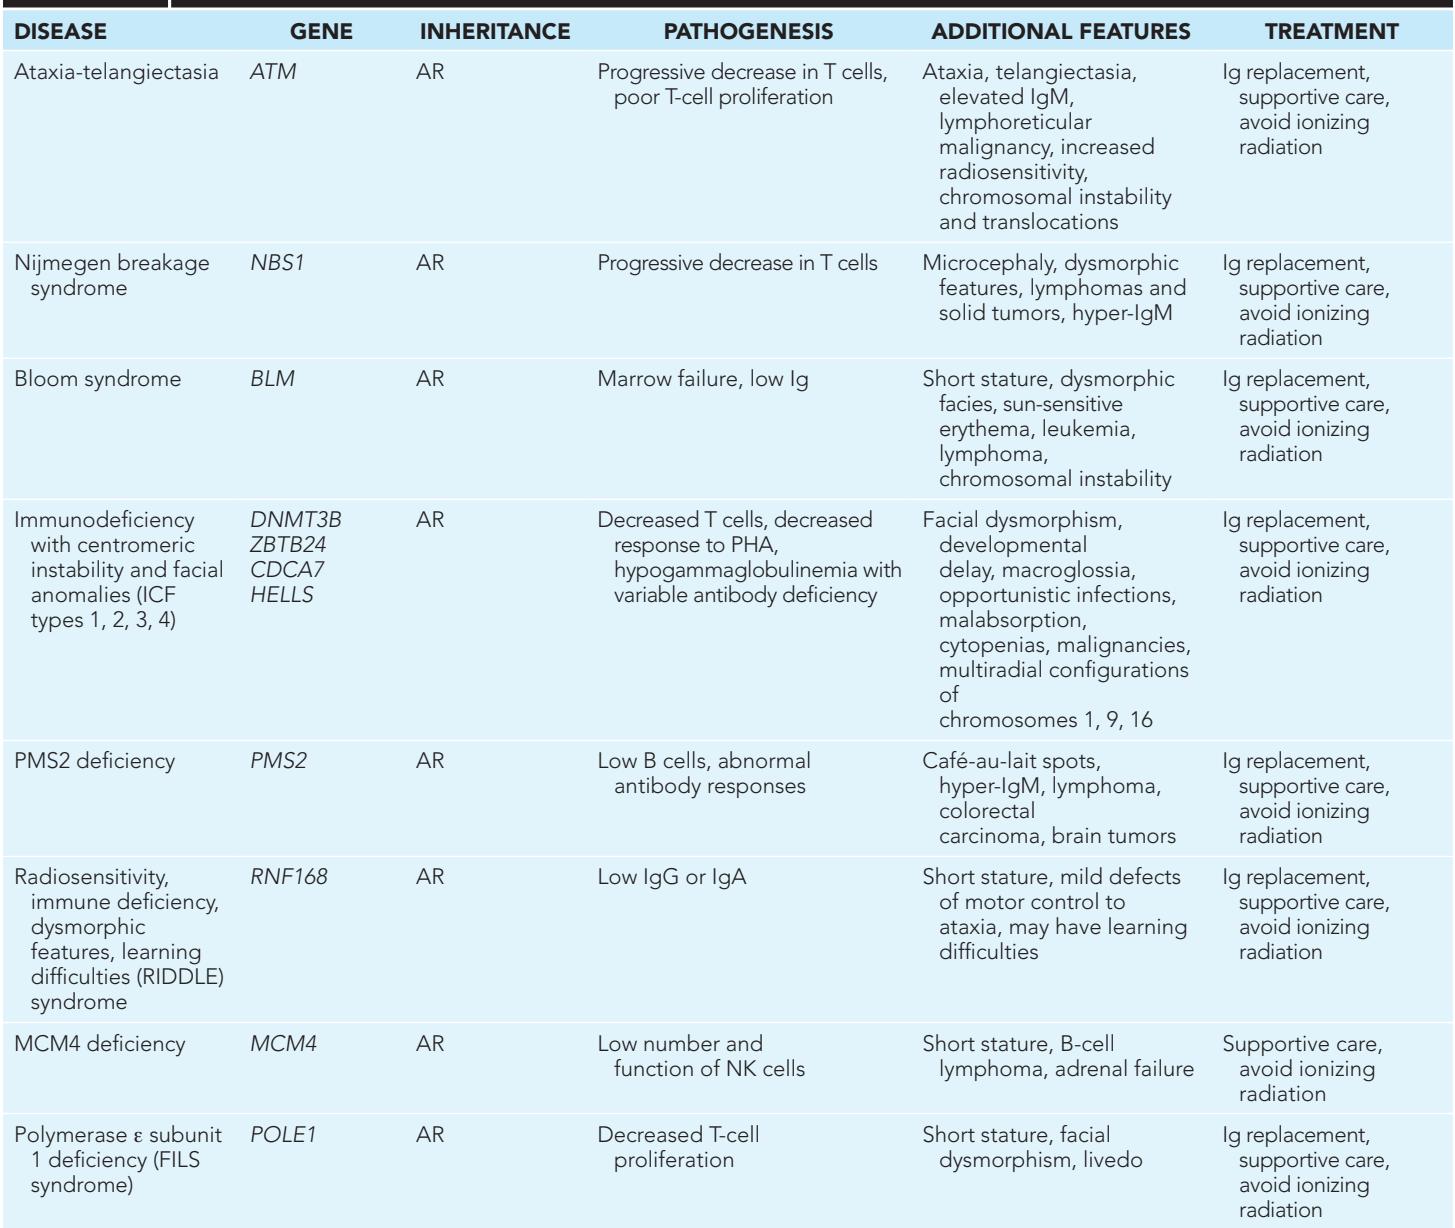 DISEASE GENE INHERITANCE PATHOGENESIS ADDITIONAL FEATURES TREATMENT
Ataxia-telangiectasia ATM AR Progressive decrease in T cells, Ataxia, telangiectasia, Ig replacement,
poor T-cell proliferation elevated IgM, supportive care,
lymphoreticular avoid ionizing
malignancy, increased radiation
radiosensitivity,
chromosomal instability
and translocations
Nijmegen breakage NBS1 AR Progressive decrease in T cells Microcephaly, dysmorphic Ig replacement,
syndrome features, lymphomas and supportive care,
solid tumors, hyper-IgM avoid ionizing
radiation
Bloom syndrome BLM AR Marrow failure, low Ig Short stature, dysmorphic Ig replacement,
facies, sun-sensitive supportive care,
erythema, leukemia, avoid ionizing
lymphoma, radiation
chromosomal instability
Immunodeficiency DNMT3B AR Decreased T cells, decreased Facial dysmorphism, Ig replacement,
with centromeric ZBTB24 response to PHA, developmental supportive care,
instability and facial CDCA7 hypogammaglobulinemia with delay, macroglossia, avoid ionizing
anomalies (ICF HELLS variable antibody deficiency opportunistic infections, radiation
types 1, 2, 3, 4) malabsorption,
cytopenias, malignancies,
multiradial configurations
of
chromosomes 1, 9, 16
PMS2 deficiency PMS2 AR Low B cells, abnormal Café-au-lait spots, Ig replacement,
antibody responses hyper-IgM, lymphoma, supportive care,
colorectal avoid ionizing
carcinoma, brain tumors radiation
Radiosensitivity, RNF168 AR Low IgG or IgA Short stature, mild defects Ig replacement,
immune deficiency, of motor control to supportive care,
dysmorphic ataxia, may have learning avoid ionizing
features, learning difficulties radiation
difficulties (RIDDLE)
syndrome
MCM4 deficiency MCM4 AR Low number and Short stature, B-cell Supportive care,
function of NK cells lymphoma, adrenal failure avoid ionizing
radiation
Polymerase ε subunit POLE1 AR Decreased T-cell Short stature, facial Ig replacement,
1 deficiency (FILS proliferation dysmorphism, livedo supportive care,
syndrome) avoid ionizing
radiation